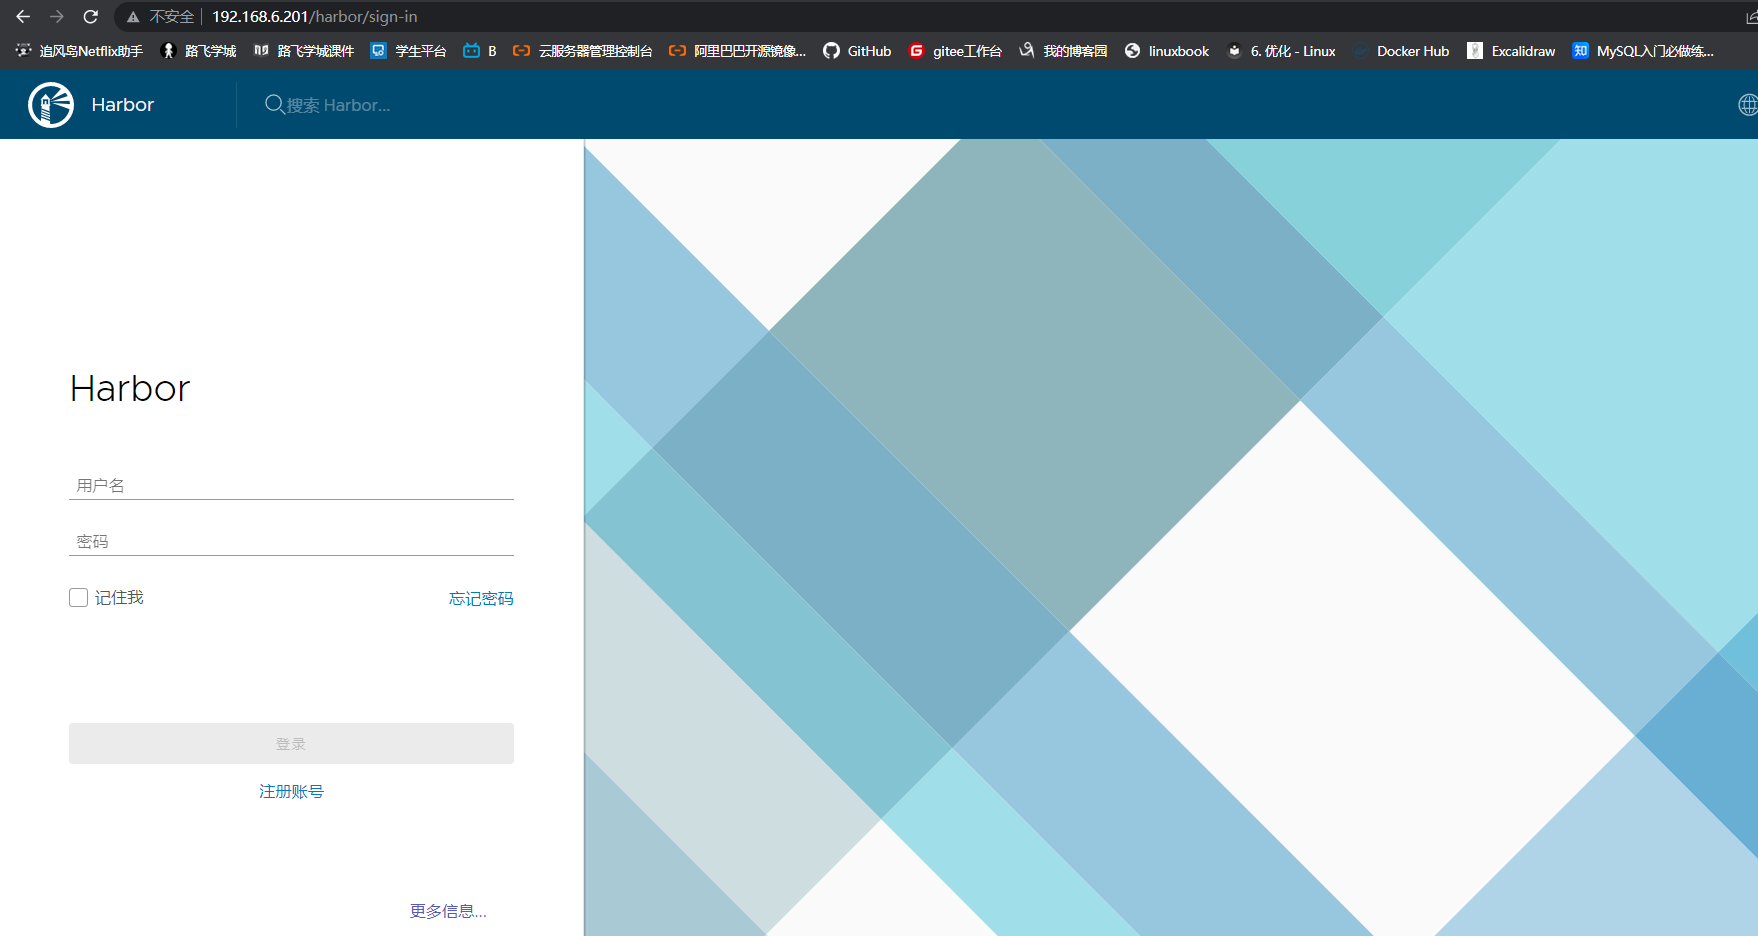 不安全 192.168.6.201/harbor/sign-in
追风岛Netflix助手 路飞学城 路飞学城课件 学生平台 B 云服务器管理控制台 阿里巴巴开源镜像... GitHub gitee工作台 我的博客园 linuxbook 6. 优化 - Linux Docker Hub Excalidraw MySQL入门必做练...
Harbor 搜索 Harbor...
Harbor
用户名
密码
记住我 忘记密码
登录
注册账号
更多信息...